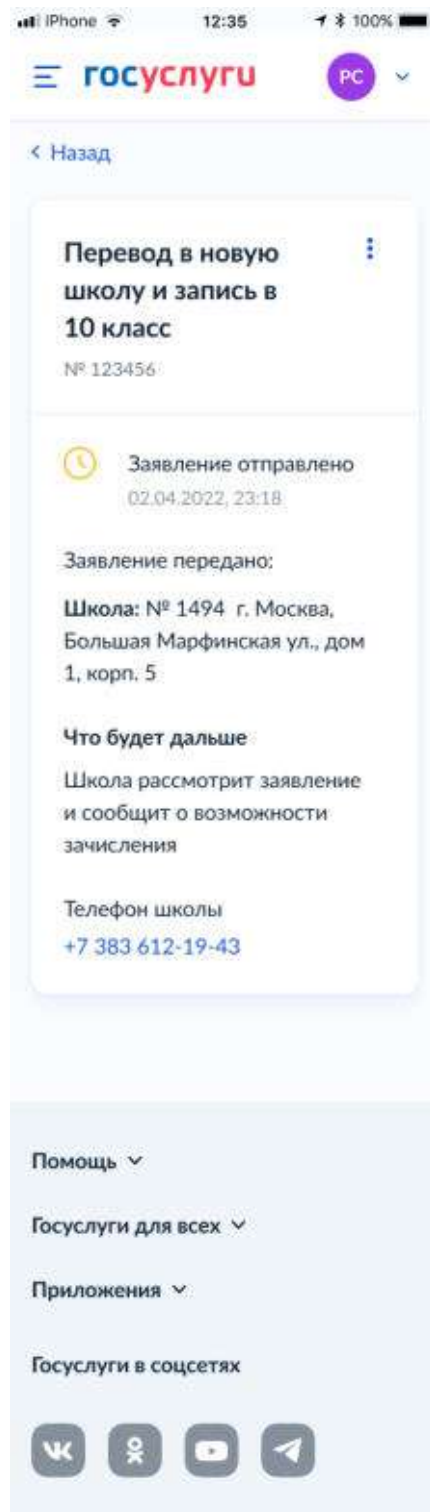 iPhone 12:35 100%
госуслуги РС
Назад
Перевод в новую
школу и запись в
10 класс
№ 123456
Заявление отправлено
02.04.2022, 23:18
Заявление передано:
Школа: № 1494 г. Москва,
Большая Марфинская ул., дом
1, корп. 5
Что будет дальше
Школа рассмотрит заявление
и сообщит о возможности
зачисления
Телефон школы
+7 383 612-19-43
Помощь
Госуслуги для всех
Приложения
Госуслуги в соцсетях